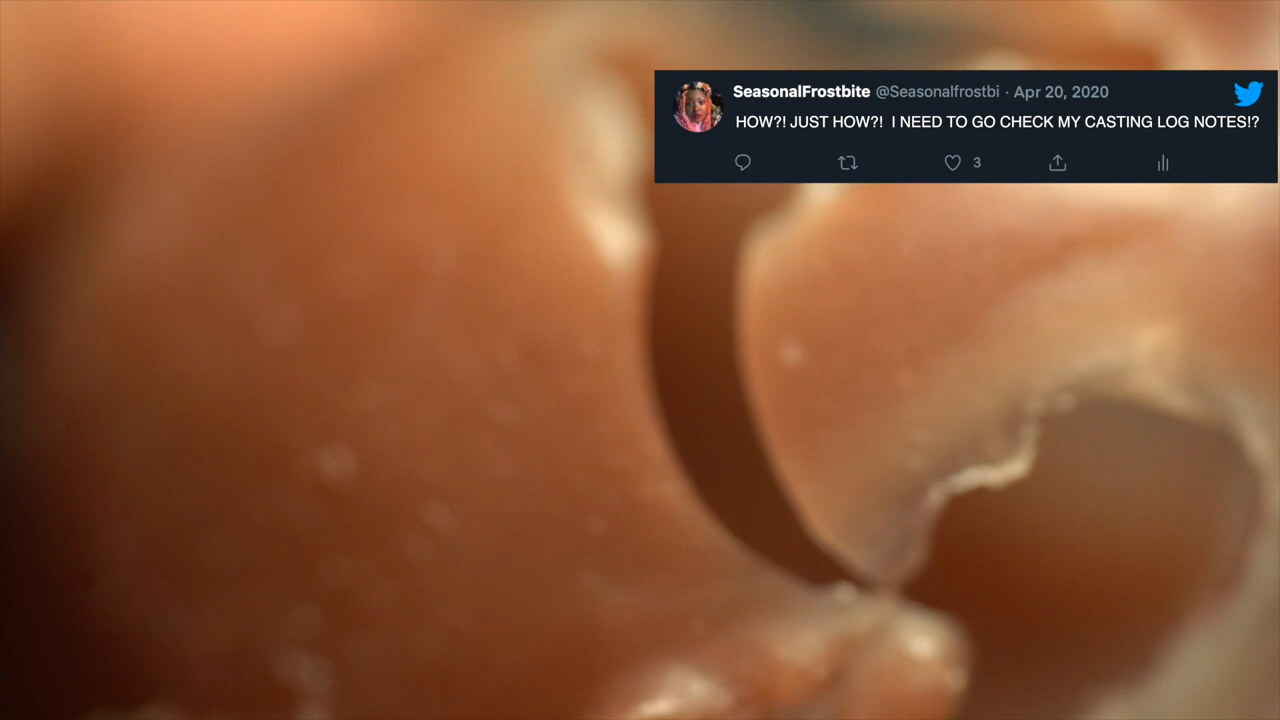 SeasonalFrostbite @Seasonalfrostbi · Apr 20, 2020
HOW?! JUST HOW?! I NEED TO GO CHECK MY CASTING LOG NOTES!?
3